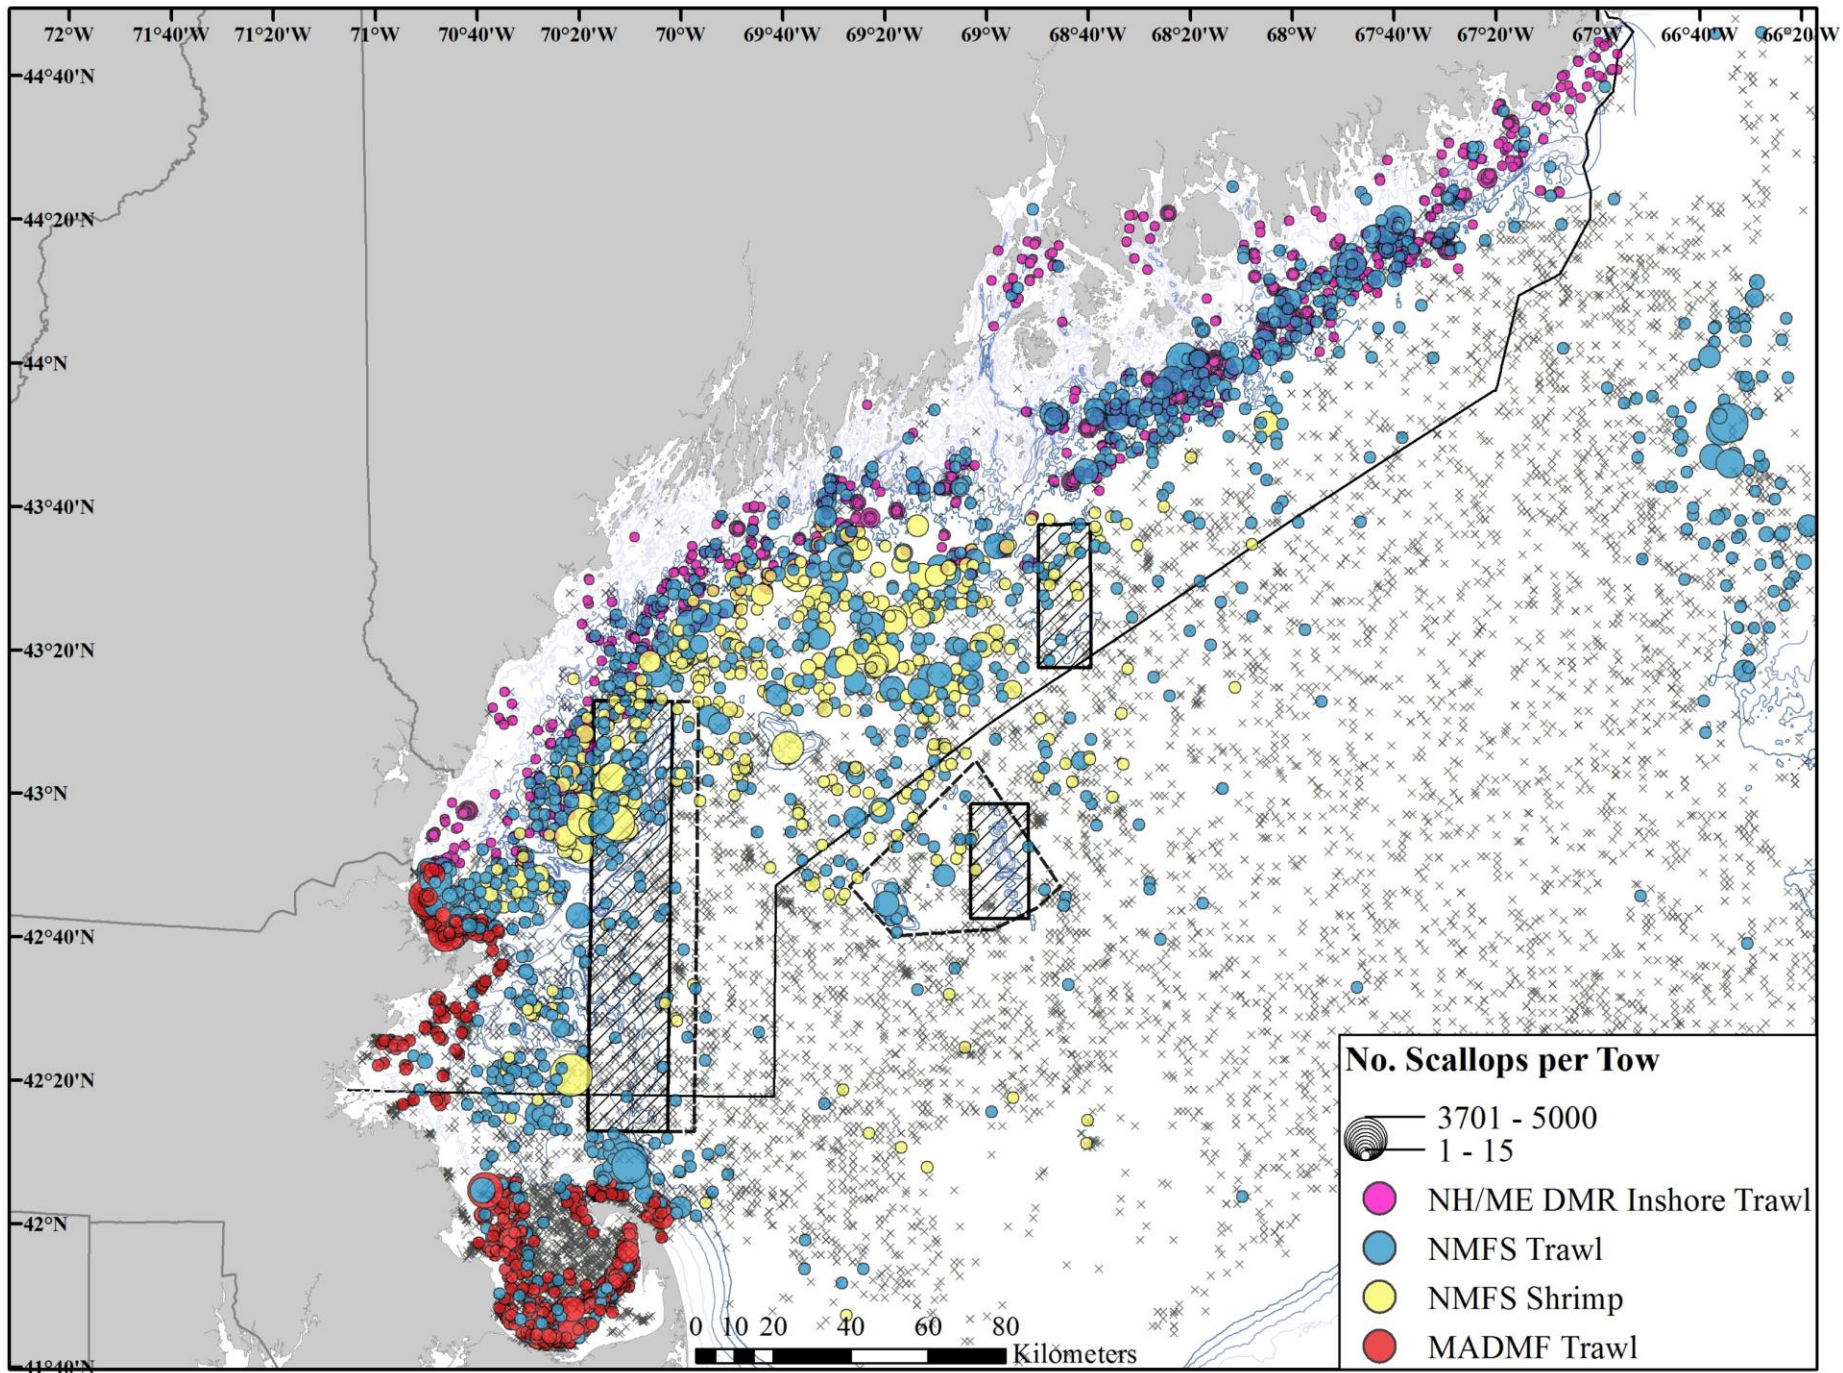 72°W 71°40'W 71°20'W 71°W 70°40'W 70°20'W 70°W 69°40'W 69°20'W 69°W 68°40'W 68°20'W 68°W 67°40'W 67°20'W 67°W 66°40'W 66°20'W
44°40'N
44°20'N
44°N
43°40'N
43°20'N
43°N
42°40'N
42°20'N
42°N
41°40'N
0 10 20 40 60 80
Kilometers
No. Scallops per Tow
3701 - 5000
1 - 15
NH/ME DMR Inshore Trawl
NMFS Trawl
NMFS Shrimp
MADMF Trawl